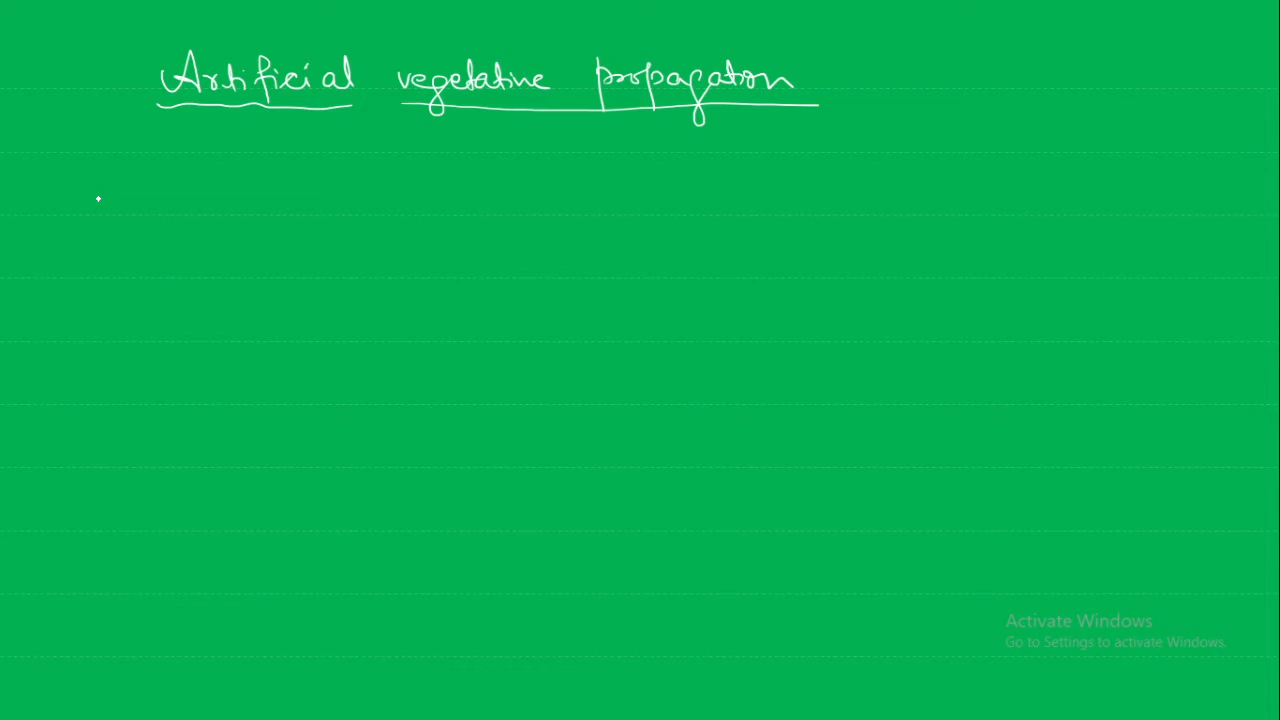 Artificial vegetative propagation
Activate Windows
Go to Settings to activate Windows.